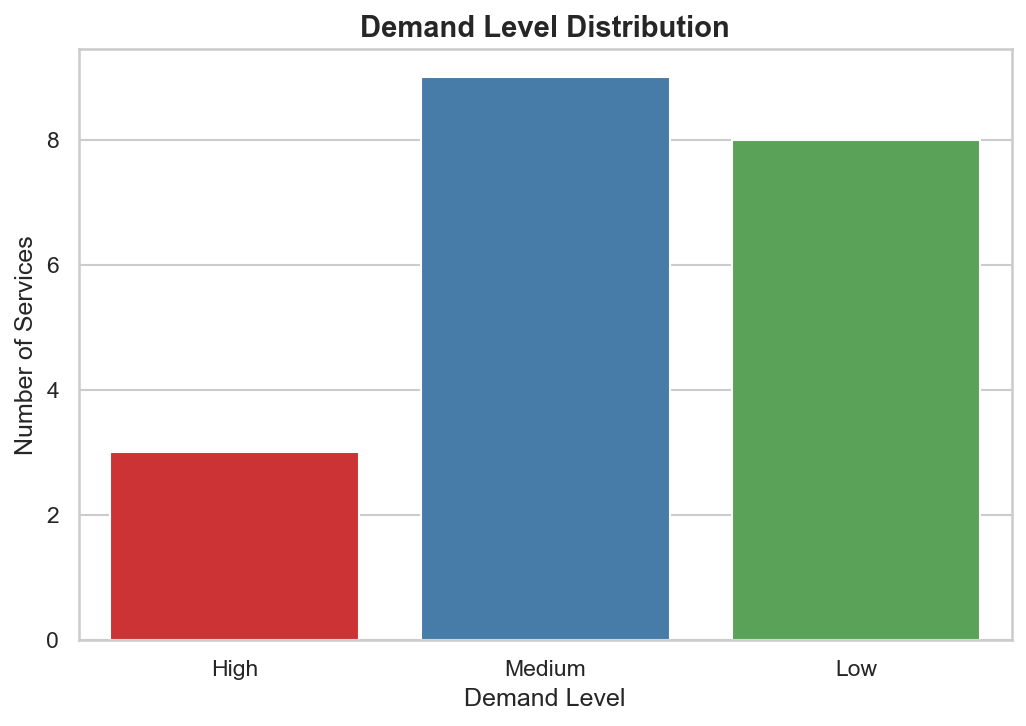 Demand Level Distribution
Number of Services
8
6
4
2
0
High
Medium
Low
Demand Level